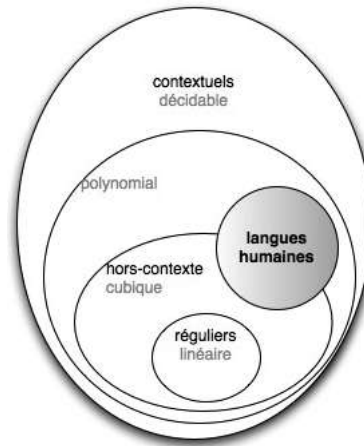 contextuels
décidable
polynomial
langues
humaines
hors-contexte
cubique
réguliers
linéaire